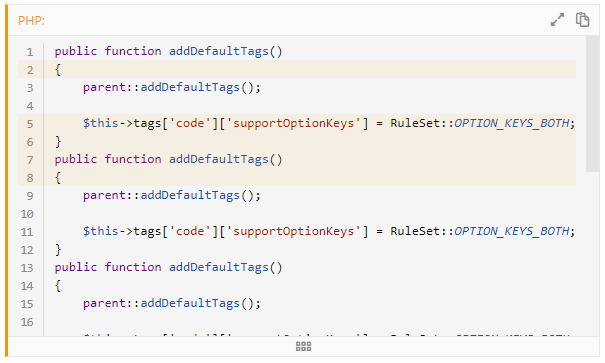 PHP:
1 public function addDefaultTags()
2 {
3 parent::addDefaultTags();
4
5 $this->tags['code']['supportOptionKeys'] = RuleSet::OPTION_KEYS_BOTH;
6 }
7 public function addDefaultTags()
8 {
9 parent::addDefaultTags();
10
11 $this->tags['code']['supportOptionKeys'] = RuleSet::OPTION_KEYS_BOTH;
12 }
13 public function addDefaultTags()
14 {
15 parent::addDefaultTags();
16